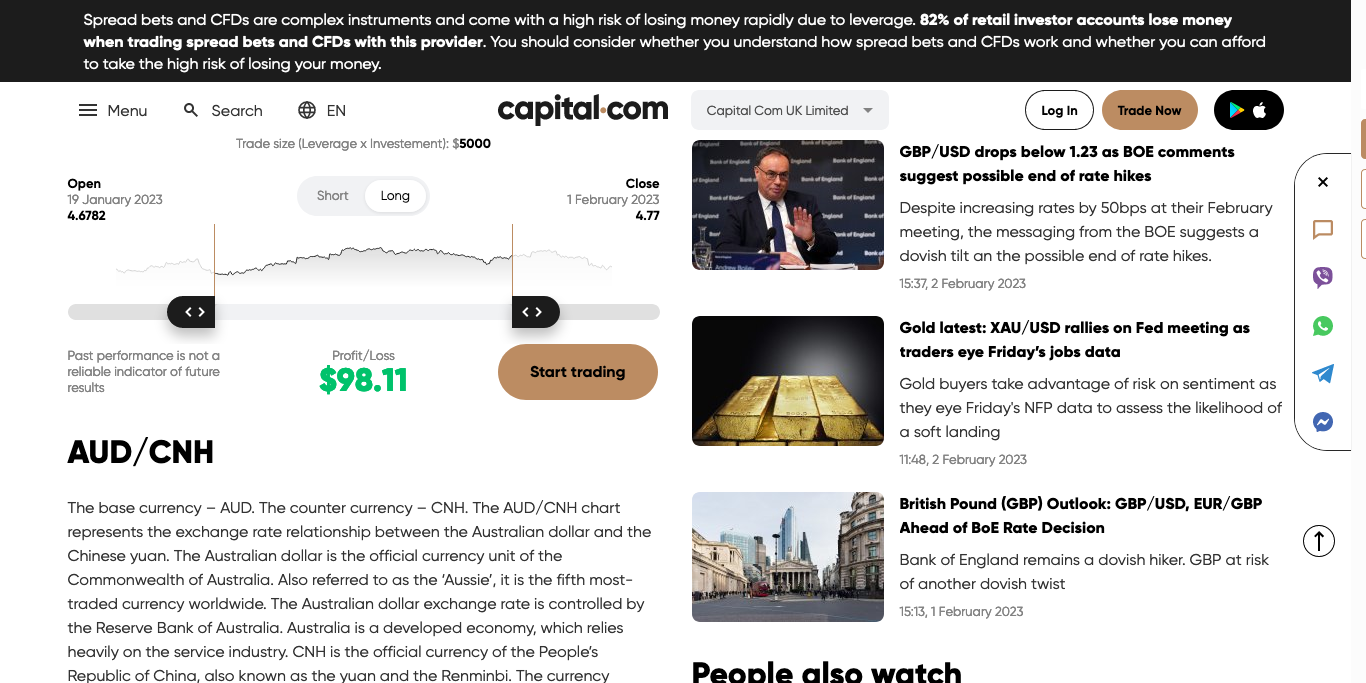 Spread bets and CFDs are complex instruments and come with a high risk of losing money rapidly due to leverage. 82% of retail investor accounts lose money
when trading spread bets and CFDs with this provider. You should consider whether you understand how spread bets and CFDs work and whether you can afford
to take the high risk of losing your money.
Menu
Search
EN
capital.com
Capital Com UK Limited
Log In
Trade Now
Trade size (Leverage x Investement): $5000
Open
19 January 2023
4.6782
Short
Long
Close
1 February 2023
4.77
Past performance is not a
reliable indicator of future
results
Profit/Loss
$98.11
Start trading
AUD/CNH
The base currency – AUD. The counter currency – CNH. The AUD/CNH chart
represents the exchange rate relationship between the Australian dollar and the
Chinese yuan. The Australian dollar is the official currency unit of the
Commonwealth of Australia. Also referred to as the ‘Aussie’, it is the fifth most-
traded currency worldwide. The Australian dollar exchange rate is controlled by
the Reserve Bank of Australia. Australia is a developed economy, which relies
heavily on the service industry. CNH is the official currency of the People’s
Republic of China, also known as the yuan and the Renminbi. The currency
Bank of England
GBP/USD drops below 1.23 as BOE comments
suggest possible end of rate hikes
Despite increasing rates by 50bps at their February
meeting, the messaging from the BOE suggests a
dovish tilt an the possible end of rate hikes.
15:37, 2 February 2023
Gold latest: XAU/USD rallies on Fed meeting as
traders eye Friday’s jobs data
Gold buyers take advantage of risk on sentiment as
they eye Friday's NFP data to assess the likelihood of
a soft landing
11:48, 2 February 2023
British Pound (GBP) Outlook: GBP/USD, EUR/GBP
Ahead of BoE Rate Decision
Bank of England remains a dovish hiker. GBP at risk
of another dovish twist
15:13, 1 February 2023
People also watch